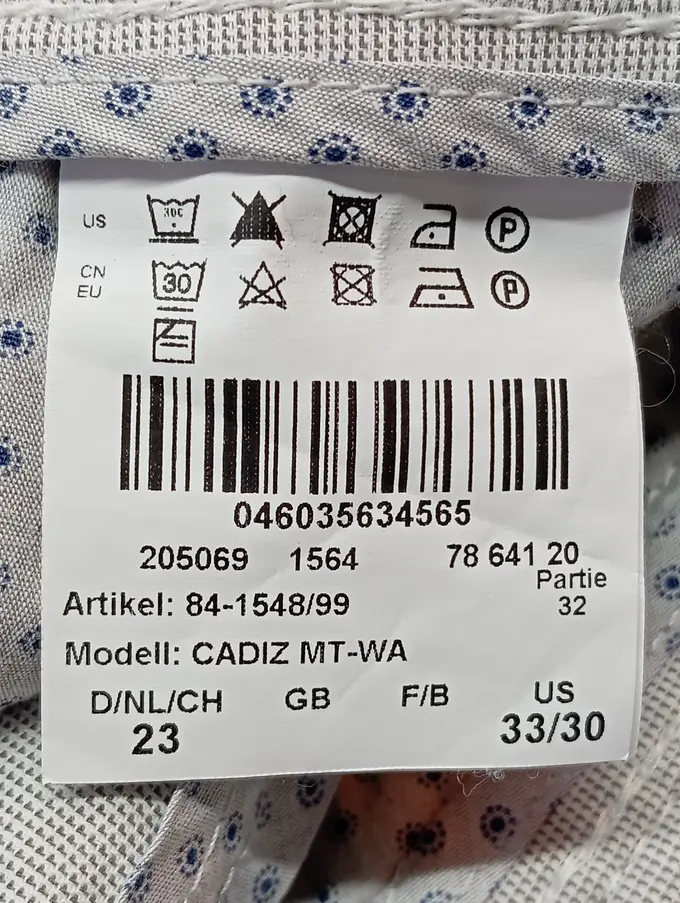 US 30C P
CN
EU 30 P
046035634565
205069 1564 78 641 20
Partie
Artikel: 84-1548/99 32
Modell: CADIZ MT-WA
D/NL/CH GB F/B US
23 33/30